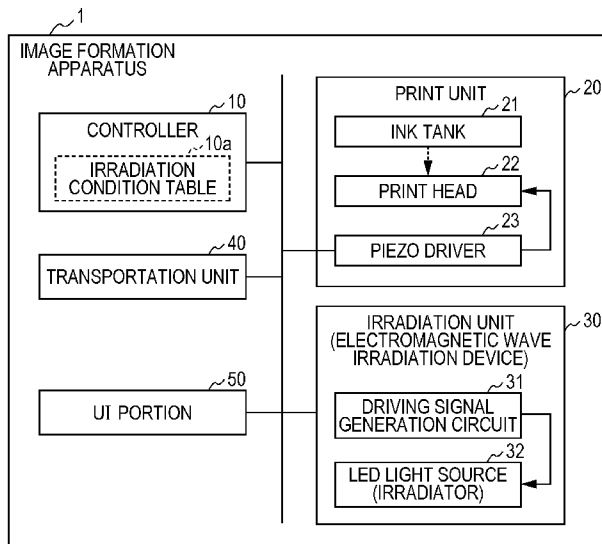 1
IMAGE FORMATION
APPARATUS
10
CONTROLLER
10a
IRRADIATION
CONDITION TABLE
40
TRANSPORTATION UNIT
50
UI PORTION
PRINT UNIT
20
21
INK TANK
22
PRINT HEAD
23
PIEZO DRIVER
IRRADIATION UNIT
(ELECTROMAGNETIC WAVE
IRRADIATION DEVICE)
30
31
DRIVING SIGNAL
GENERATION CIRCUIT
32
LED LIGHT SOURCE
(IRRADIATOR)